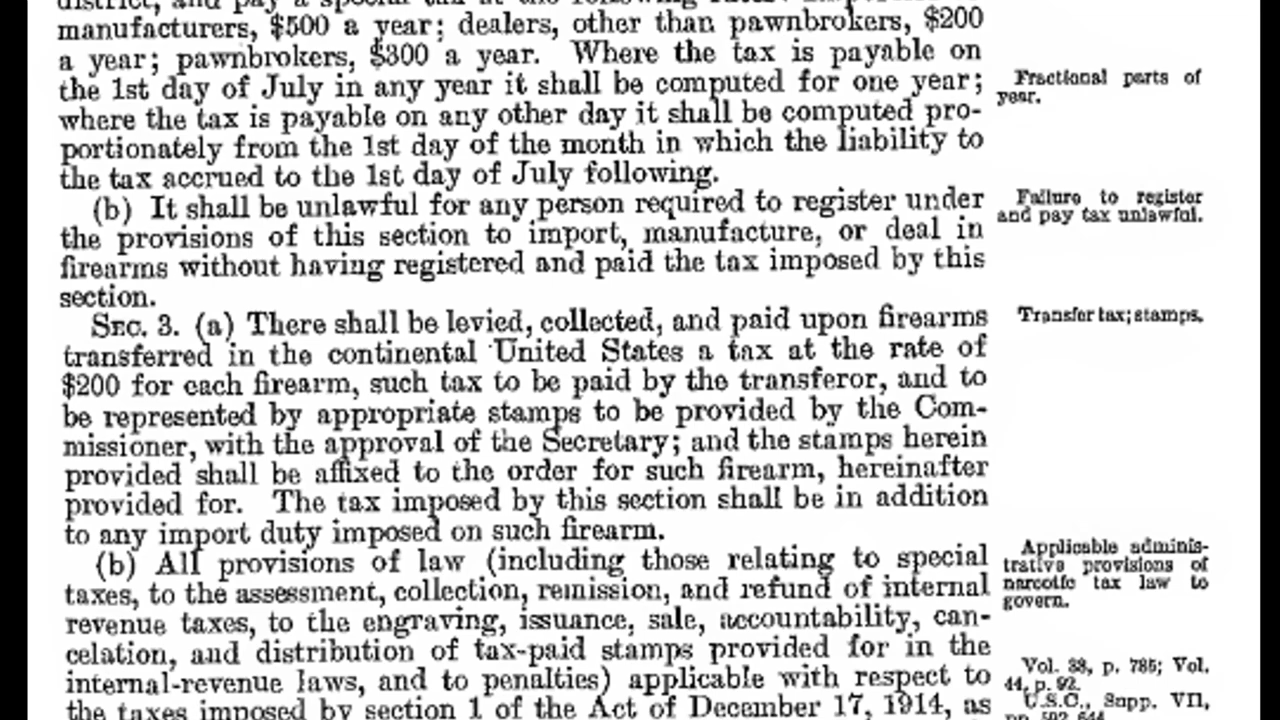 manufacturers, $500 a year; dealers, other than pawnbrokers, $200
a year; pawnbrokers, $300 a year. Where the tax is payable on
the 1st day of July in any year it shall be computed for one year;
where the tax is payable on any other day it shall be computed pro-
portionately from the 1st day of the month in which the liability to
the tax accrued to the 1st day of July following.
(b) It shall be unlawful for any person required to register under
the provisions of this section to import, manufacture, or deal in
firearms without having registered and paid the tax imposed by this
section.
SEC. 3. (a) There shall be levied, collected, and paid upon firearms
transferred in the continental United States a tax at the rate of
$200 for each firearm, such tax to be paid by the transferor, and to
be represented by appropriate stamps to be provided by the Com-
missioner, with the approval of the Secretary; and the stamps herein
provided shall be affixed to the order for such firearm, hereinafter
provided for. The tax imposed by this section shall be in addition
to any import duty imposed on such firearm.
(b) All provisions of law (including those relating to special
taxes, to the assessment, collection, remission, and refund of internal
revenue taxes, to the engraving, issuance, sale, accountability, can-
celation, and distribution of tax-paid stamps provided for in the
internal-revenue laws, and to penalties) applicable with respect to
the taxes imposed by section 1 of the Act of December 17, 1914, as
Fractional parts of
year.
Failure to register
and pay tax unlawful.
Transfer tax; stamps.
Applicable adminis-
trative provisions of
narcotic tax law to
govern.
Vol. 38, p. 785; Vol.
44, p. 92.
U.S.C., Supp. VII,